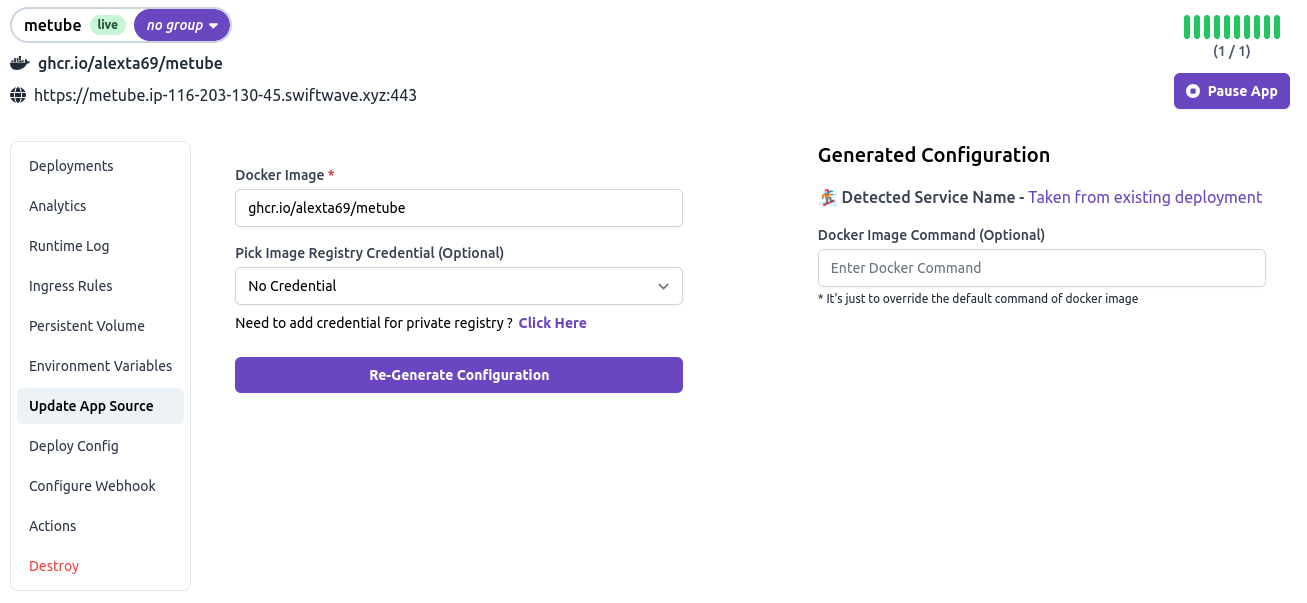 metube live no group
ghcr.io/alexta69/metube
https://metube.ip-116-203-130-45.swiftwave.xyz:443
(1 / 1)
Pause App
Deployments
Analytics
Runtime Log
Ingress Rules
Persistent Volume
Environment Variables
Update App Source
Deploy Config
Configure Webhook
Actions
Destroy
Docker Image *
ghcr.io/alexta69/metube
Pick Image Registry Credential (Optional)
No Credential
Need to add credential for private registry ? Click Here
Re-Generate Configuration
Generated Configuration
Detected Service Name - Taken from existing deployment
Docker Image Command (Optional)
Enter Docker Command
* It's just to override the default command of docker image